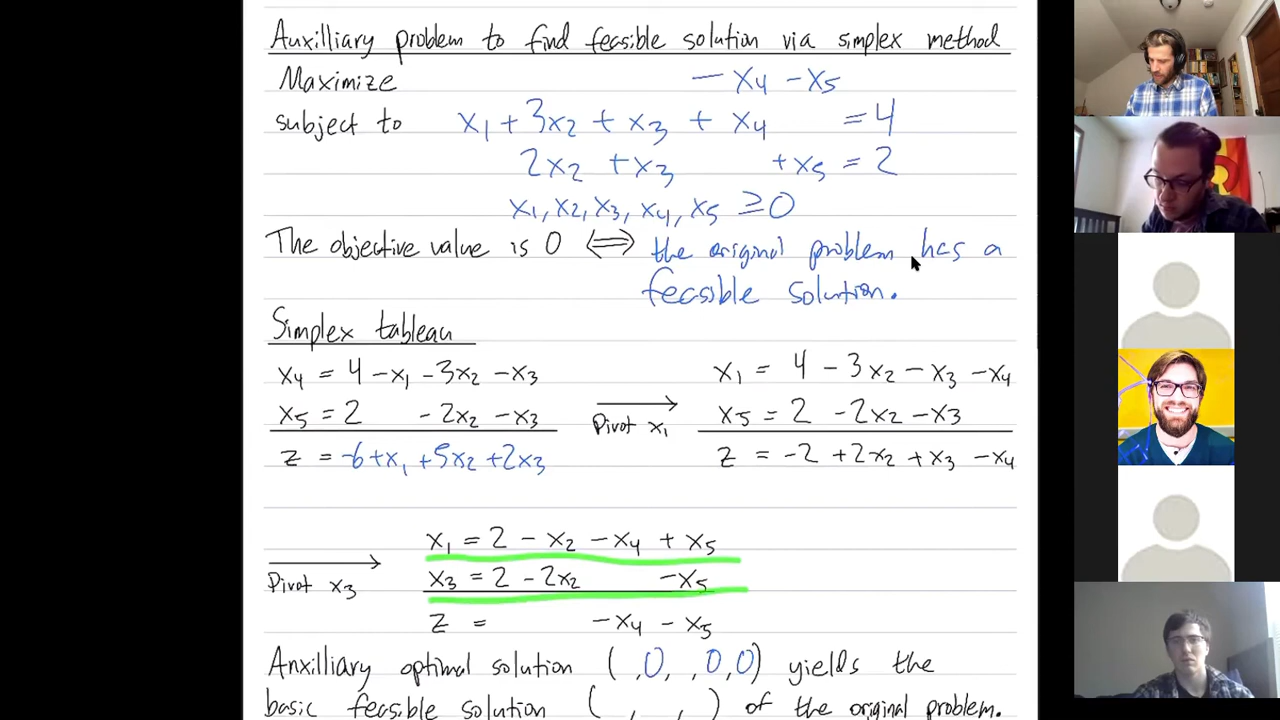 Auxilliary problem to find feasible solution via simplex method
Maximize -x₄ -x₅
subject to x₁ + 3x₂ + x₃ + x₄ = 4
2x₂ + x₃ + x₅ = 2
x₁, x₂, x₃, x₄, x₅ ≥ 0
The objective value is 0 ⟺ the original problem has a
feasible solution.
Simplex tableau
x₄ = 4 - x₁ - 3x₂ - x₃
x₅ = 2 - 2x₂ - x₃
z = -6 + x₁ + 5x₂ + 2x₃
→
Pivot x₁
x₁ = 4 - 3x₂ - x₃ - x₄
x₅ = 2 - 2x₂ - x₃
z = -2 + 2x₂ + x₃ - x₄
→
Pivot x₃
x₁ = 2 - x₂ - x₄ + x₅
x₃ = 2 - 2x₂ - x₅
z = -x₄ - x₅
Anxilliary optimal solution ( , 0, , 0, 0) yields the
basic feasible solution ( , , ) of the original problem.